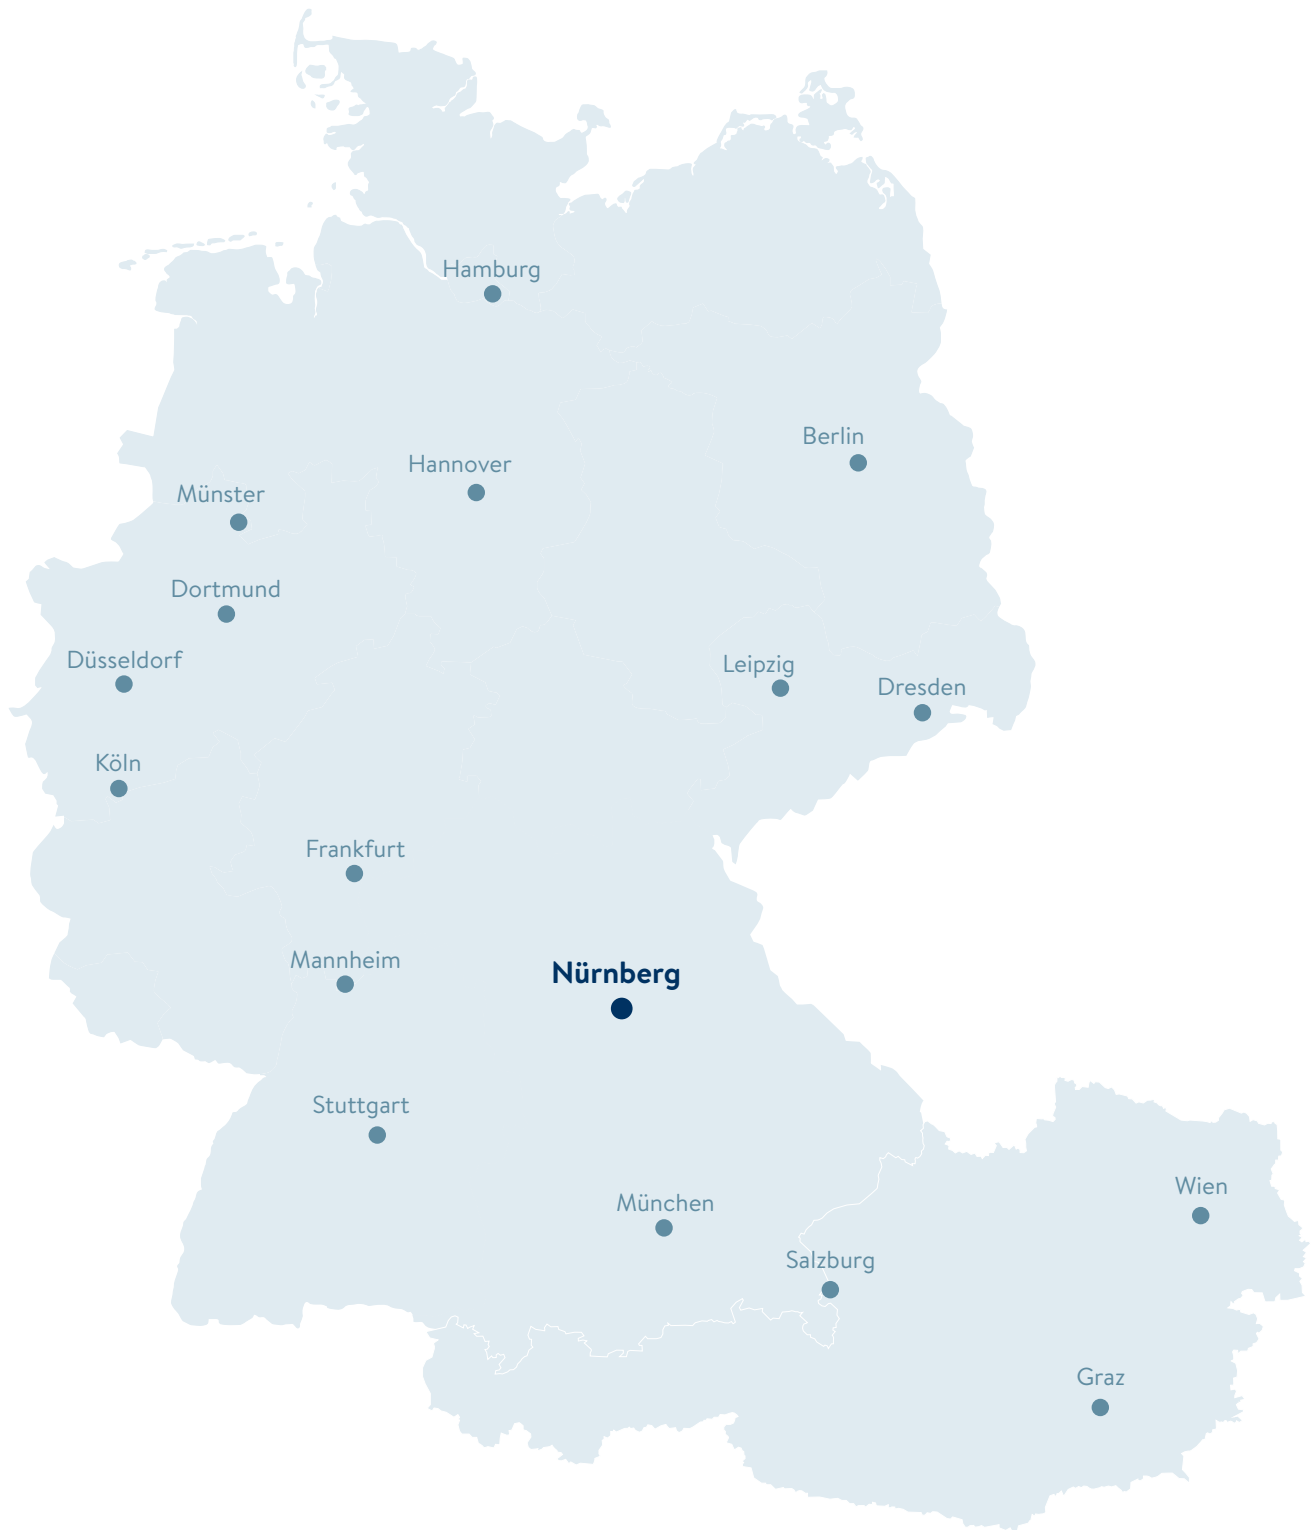 Hamburg
Berlin
Hannover
Münster
Dortmund
Düsseldorf
Leipzig
Dresden
Köln
Frankfurt
Mannheim
Nürnberg
Stuttgart
Wien
München
Salzburg
Graz